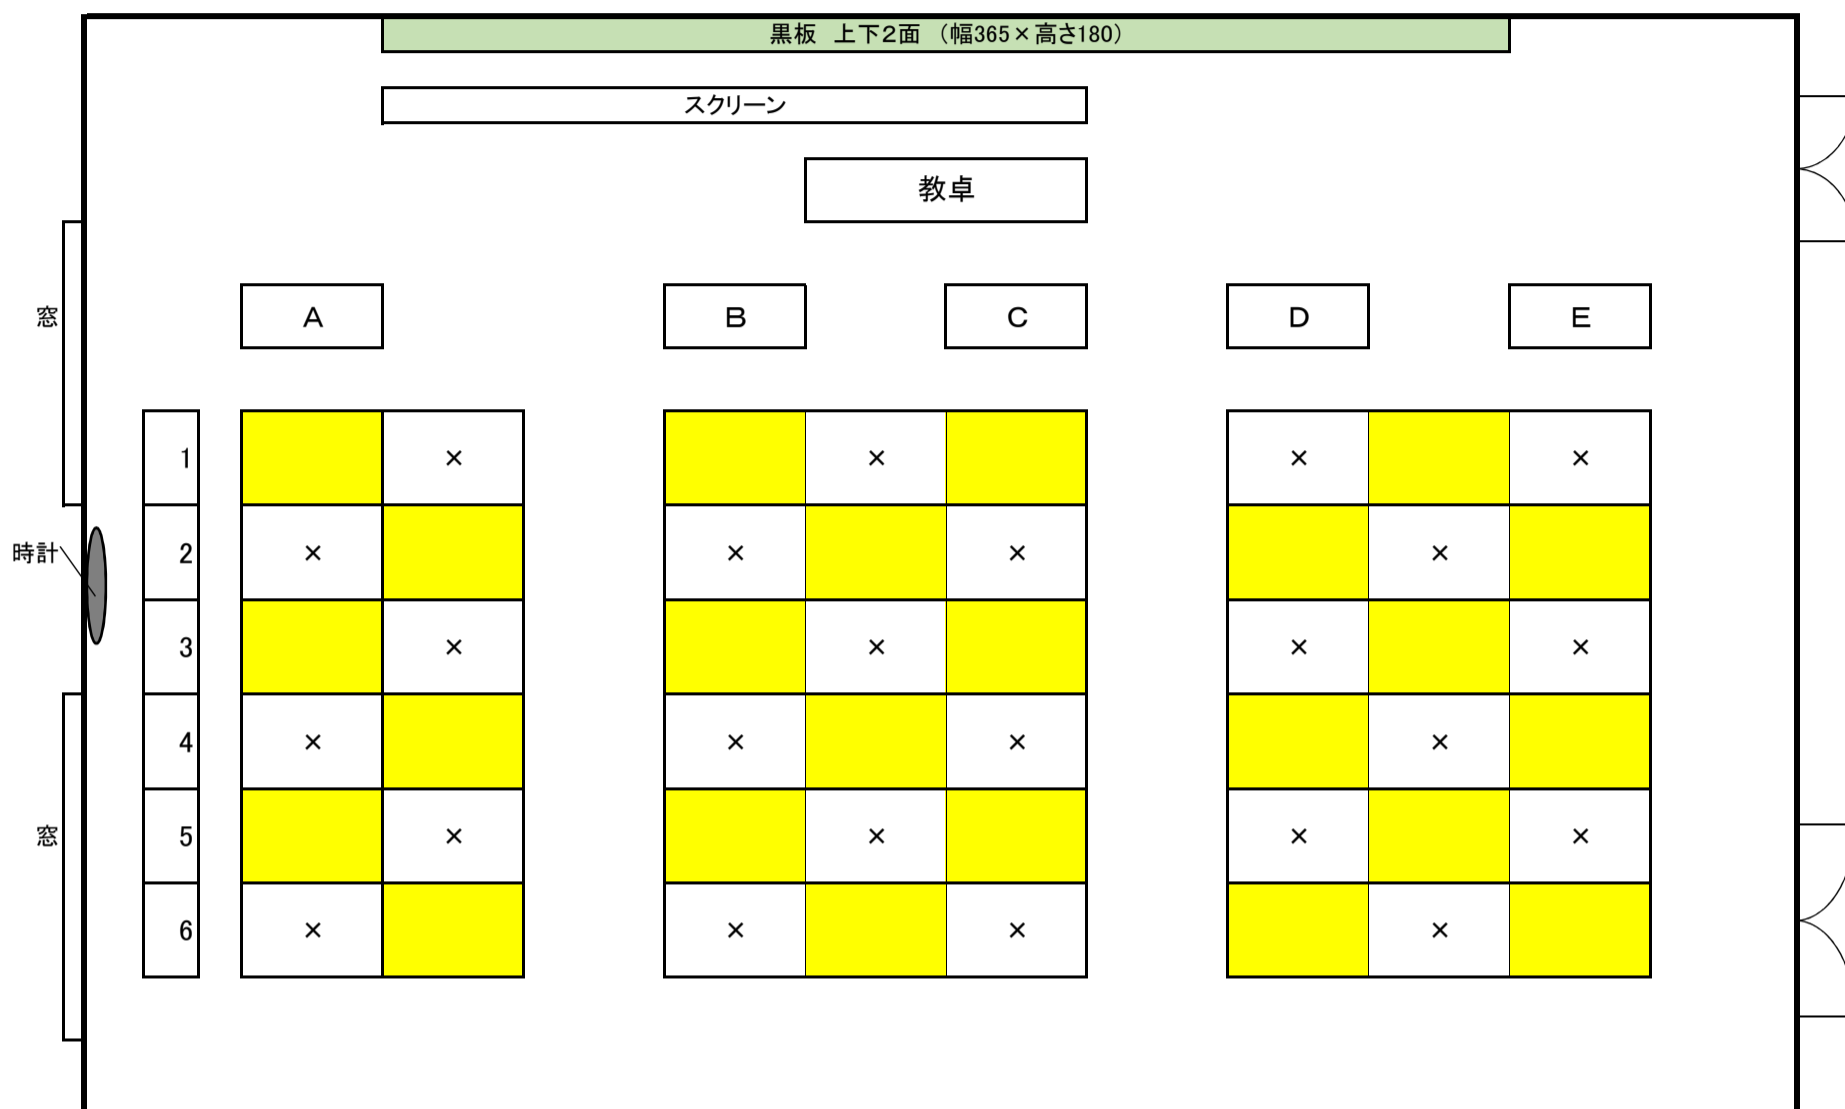 黒板　上下２面　（幅365×高さ180）
スクリーン
教卓
窓
A B C D E
1 × × × ×
時計
2 × × × ×
3 × × × ×
4 × × × ×
窓
5 × × × ×
6 × × × ×